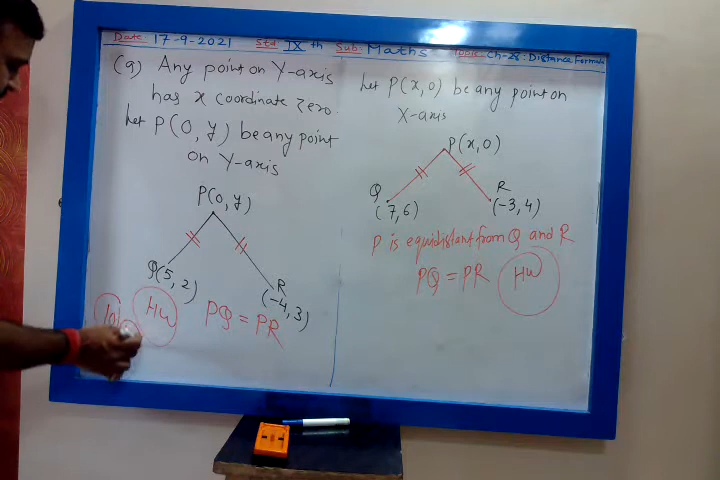 Date: 17-9-2021 Std IX th Sub: Maths Topic: Ch-28: Distance Formula
(9) Any point on Y-axis
has x coordinate zero.
Let P(0, y) be any point
on Y-axis
P(0, y)
Q(5, 2)
R
(-4, 3)
Hw PQ = PR
Let P(x, 0) be any point on
X-axis
P(x, 0)
Q
(7, 6)
R
(-3, 4)
P is equidistant from Q and R
PQ = PR Hw